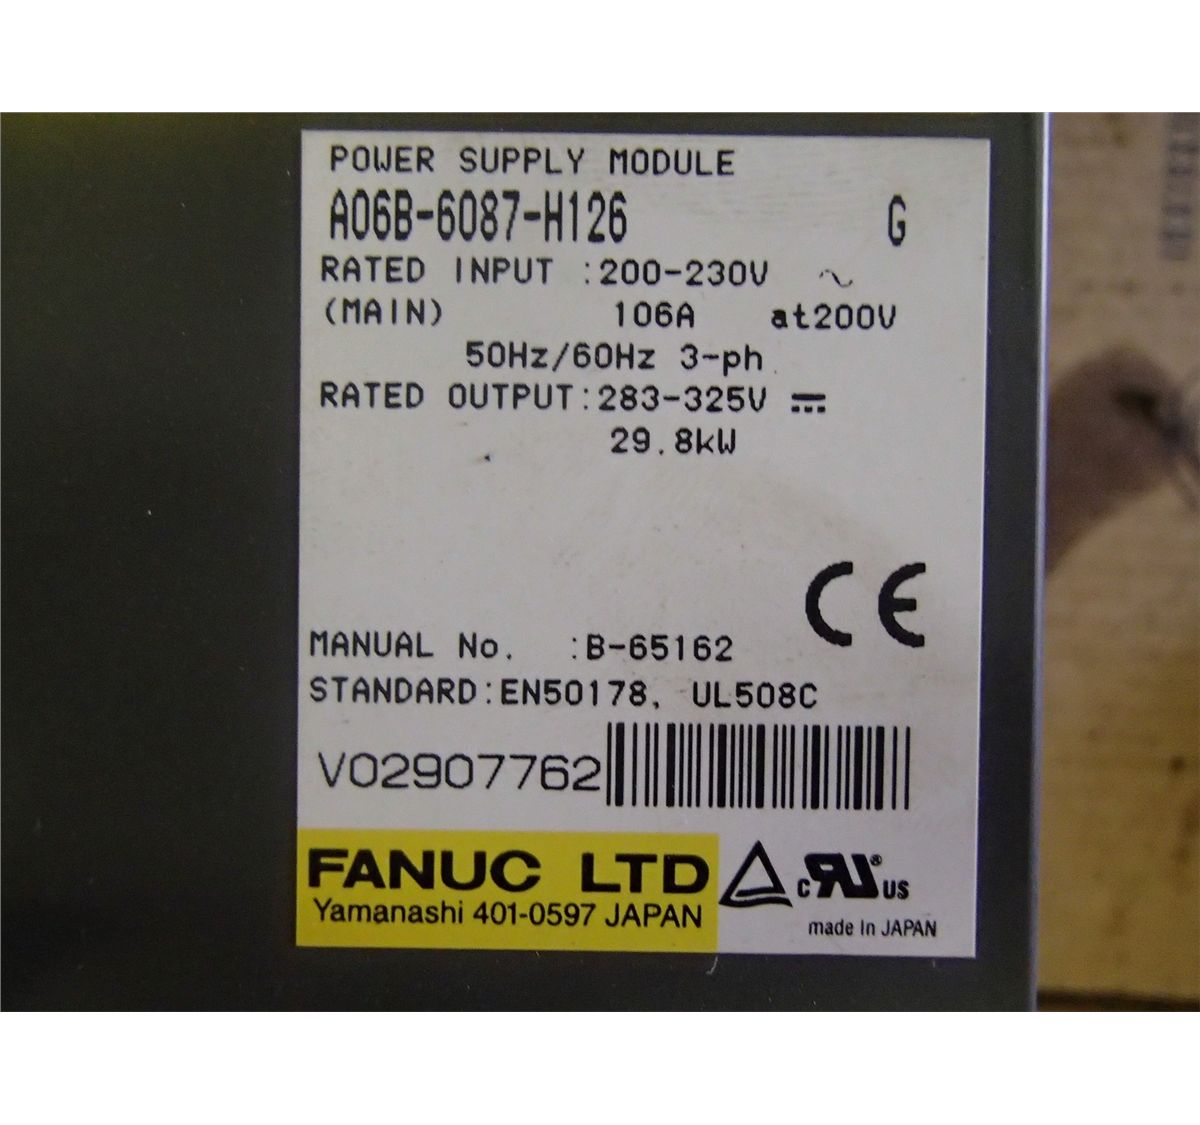 POWER SUPPLY MODULE
A06B-6087-H126 G
RATED INPUT :200-230V
(MAIN) 106A at200V
50Hz/60Hz 3-ph
RATED OUTPUT:283-325V
29.8kW
CE
MANUAL No. :B-65162
STANDARD:EN50178, UL508C
V02907762
FANUC LTD
Yamanashi 401-0597 JAPAN
c RU® US
made In JAPAN